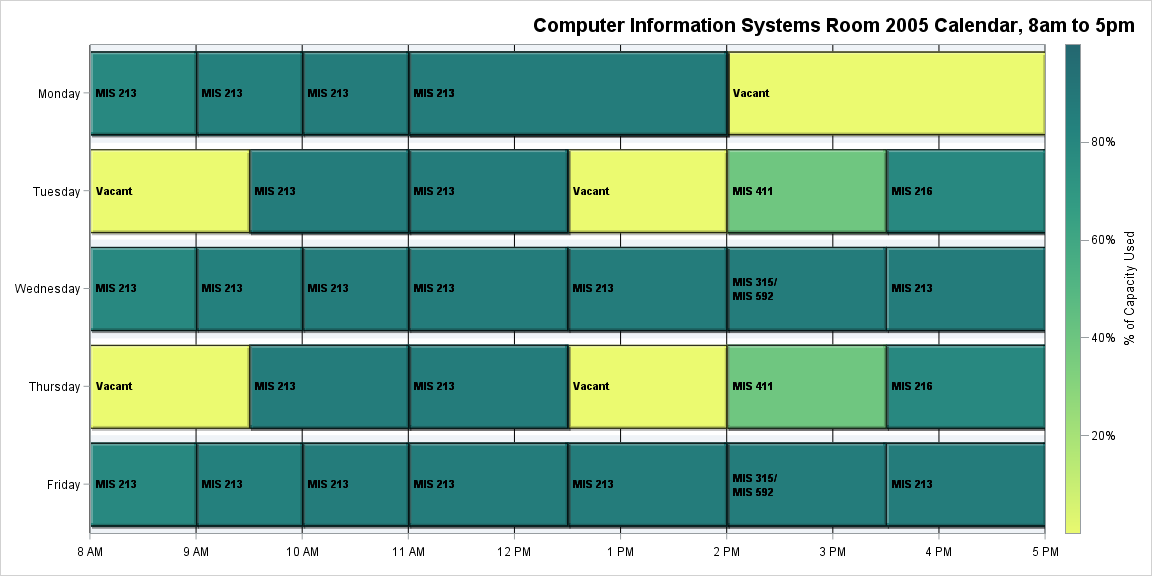 Computer Information Systems Room 2005 Calendar, 8am to 5pm
Monday
MIS 213
MIS 213
MIS 213
MIS 213
Vacant
Tuesday
Vacant
MIS 213
MIS 213
Vacant
MIS 411
MIS 216
Wednesday
MIS 213
MIS 213
MIS 213
MIS 213
MIS 213
MIS 315/
MIS 592
MIS 213
Thursday
Vacant
MIS 213
MIS 213
Vacant
MIS 411
MIS 216
Friday
MIS 213
MIS 213
MIS 213
MIS 213
MIS 213
MIS 315/
MIS 592
MIS 213
8 AM
9 AM
10 AM
11 AM
12 PM
1 PM
2 PM
3 PM
4 PM
5 PM
80%
60%
40%
20%
% of Capacity Used